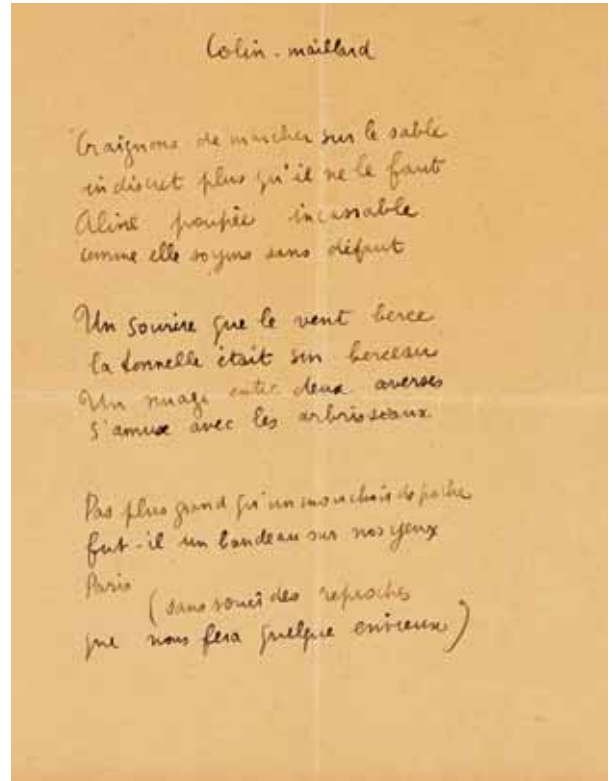 Colin-maillard
Craignons de marcher sur le sable
indiscret plus qu'il ne le faut
Aline poupée incassable
comme elle soyons sans défaut
Un sourire que le vent berce
la tonnelle était son berceau
Un nuage entre deux averses
s'amuse avec les arbrisseaux
Pas plus grand qu'un mouchoir de poche
fut-il un bandeau sur nos yeux
Paris
(sans souci des reproches
que nous fera quelque envieux)